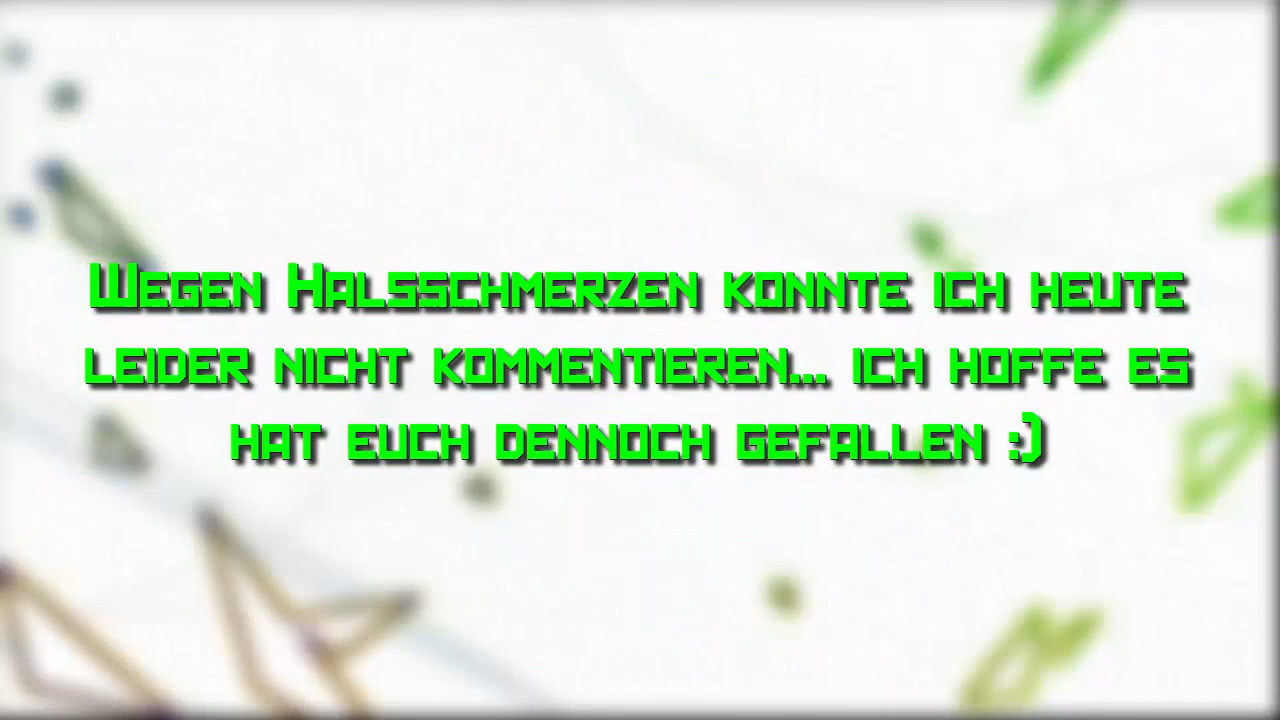 Wegen Halsschmerzen konnte ich heute
leider nicht kommentieren... ich hoffe es
hat euch dennoch gefallen :)